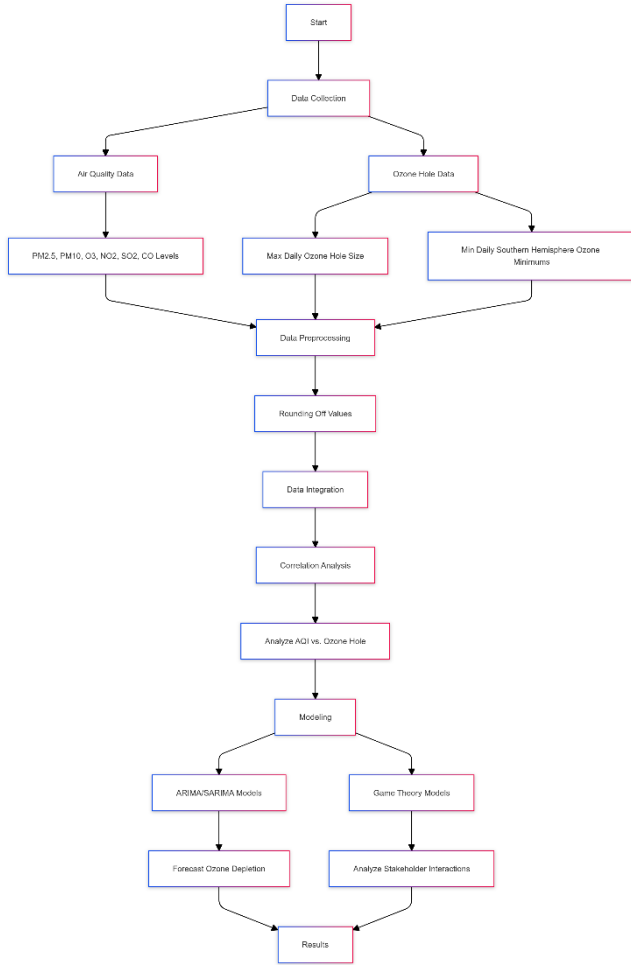 Start
Data Collection
Air Quality Data
Ozone Hole Data
PM2.5, PM10, O3, NO2, SO2, CO Levels
Max Daily Ozone Hole Size
Min Daily Southern Hemisphere Ozone
Minimums
Data Preprocessing
Rounding Off Values
Data Integration
Correlation Analysis
Analyze AQI vs. Ozone Hole
Modeling
ARIMA/SARIMA Models
Game Theory Models
Forecast Ozone Depletion
Analyze Stakeholder Interactions
Results